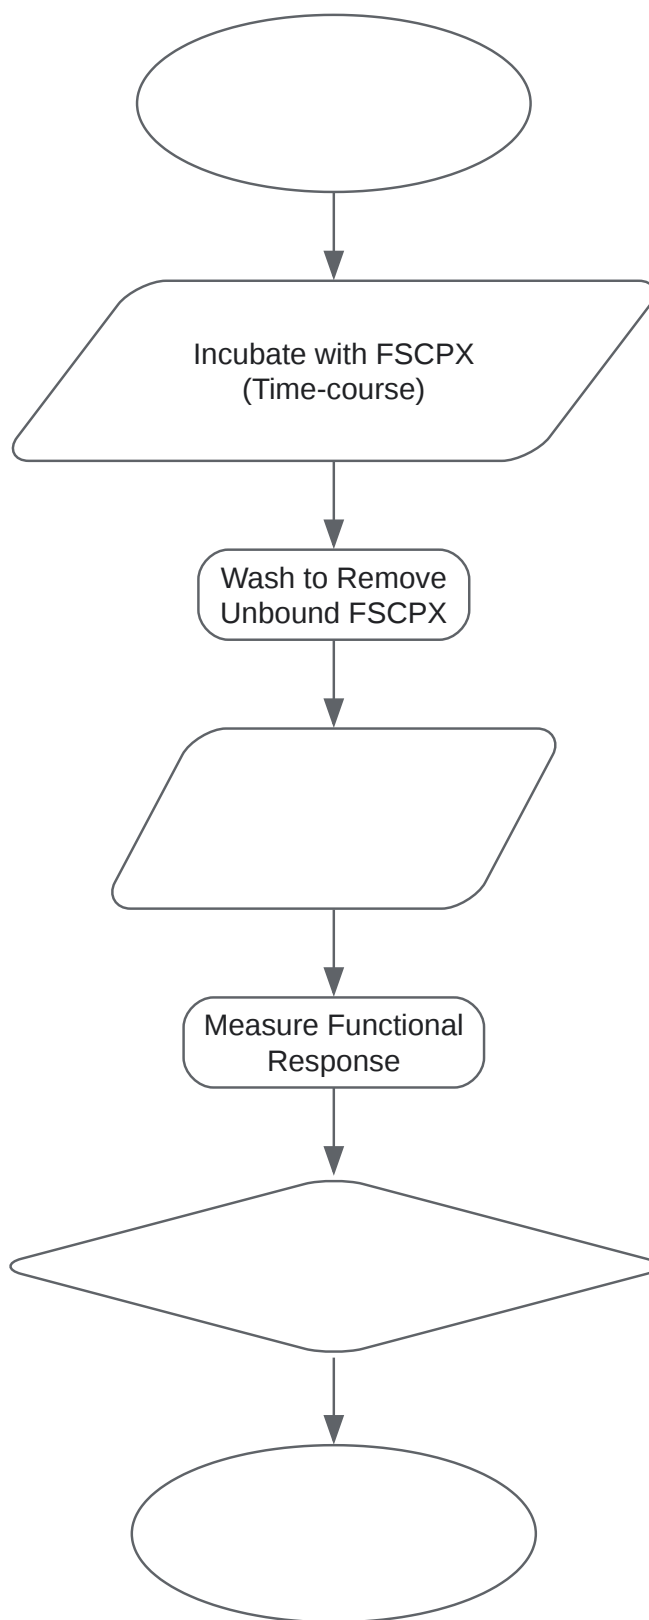 Incubate with FSCPX
(Time-course)
Wash to Remove
Unbound FSCPX
Measure Functional
Response